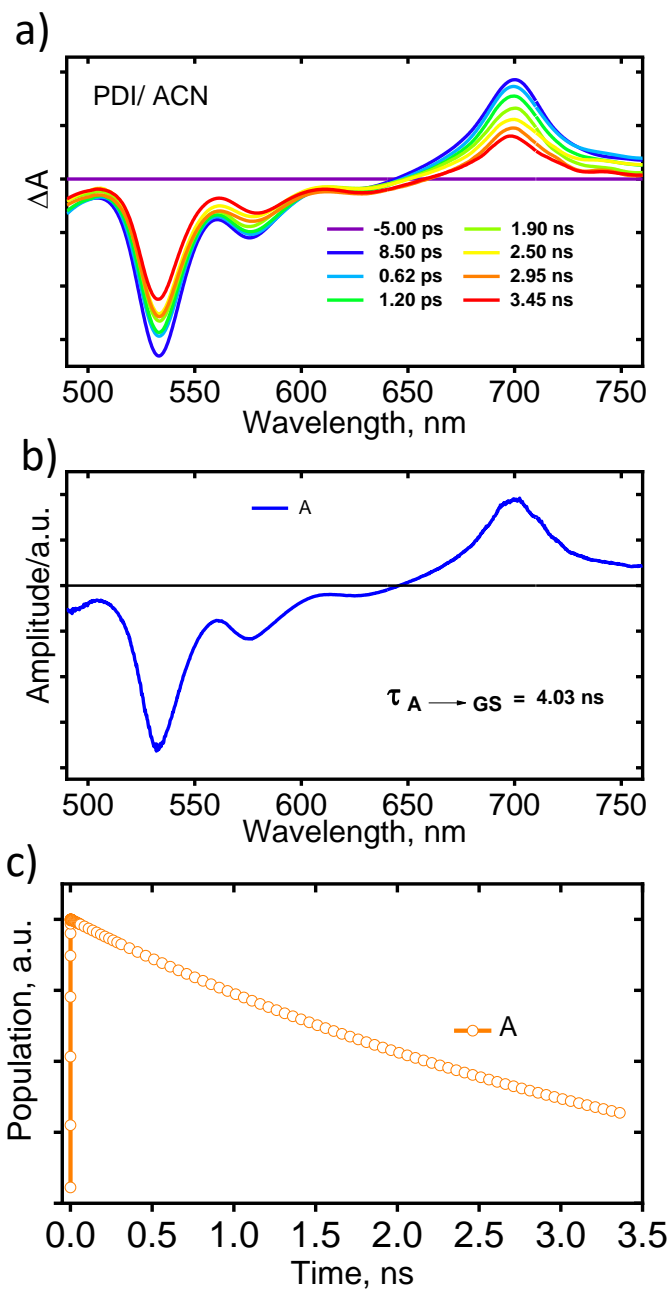 a)
PDI/ ACN
ΔA
-5.00 ps 1.90 ns
8.50 ps 2.50 ns
0.62 ps 2.95 ns
1.20 ps 3.45 ns
500 550 600 650 700 750
Wavelength, nm
b)
A
Amplitude/a.u.
τ A → GS = 4.03 ns
500 550 600 650 700 750
Wavelength, nm
c)
Population, a.u.
A
0.0 0.5 1.0 1.5 2.0 2.5 3.0 3.5
Time, ns